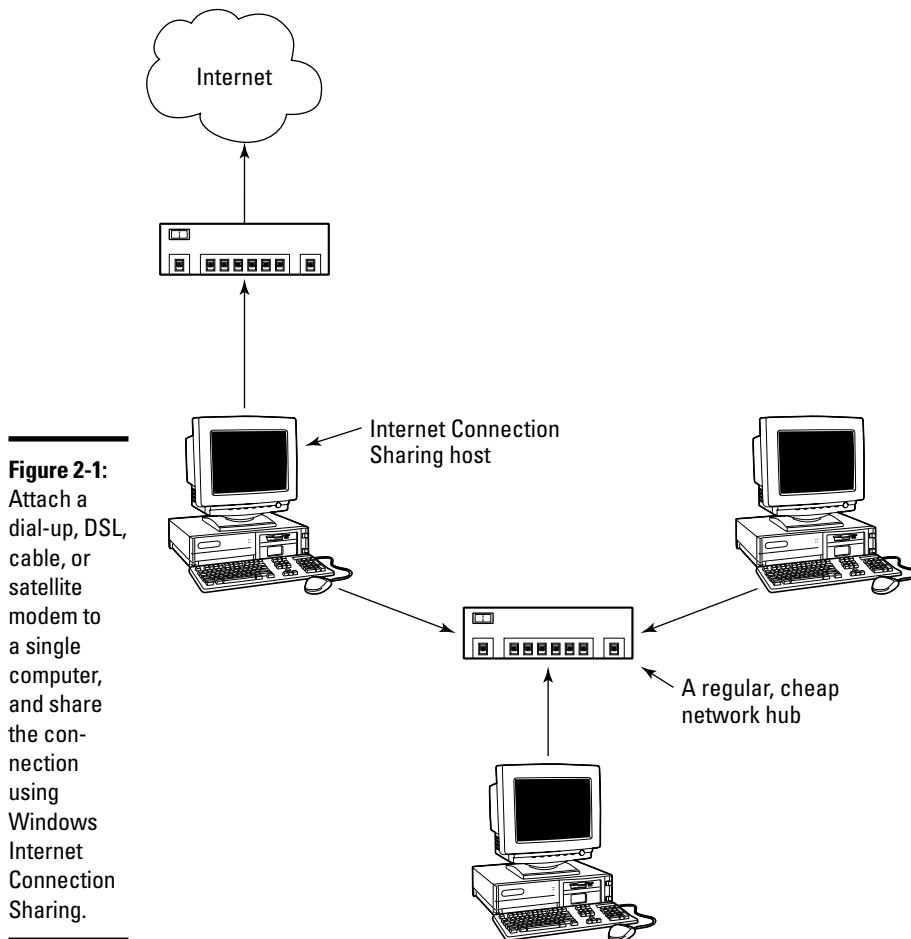 Internet
Internet Connection
Sharing host
Figure 2-1:
Attach a
dial-up, DSL,
cable, or
satellite
modem to
a single
computer,
and share
the con-
nection
using
Windows
Internet
Connection
Sharing.
A regular, cheap
network hub